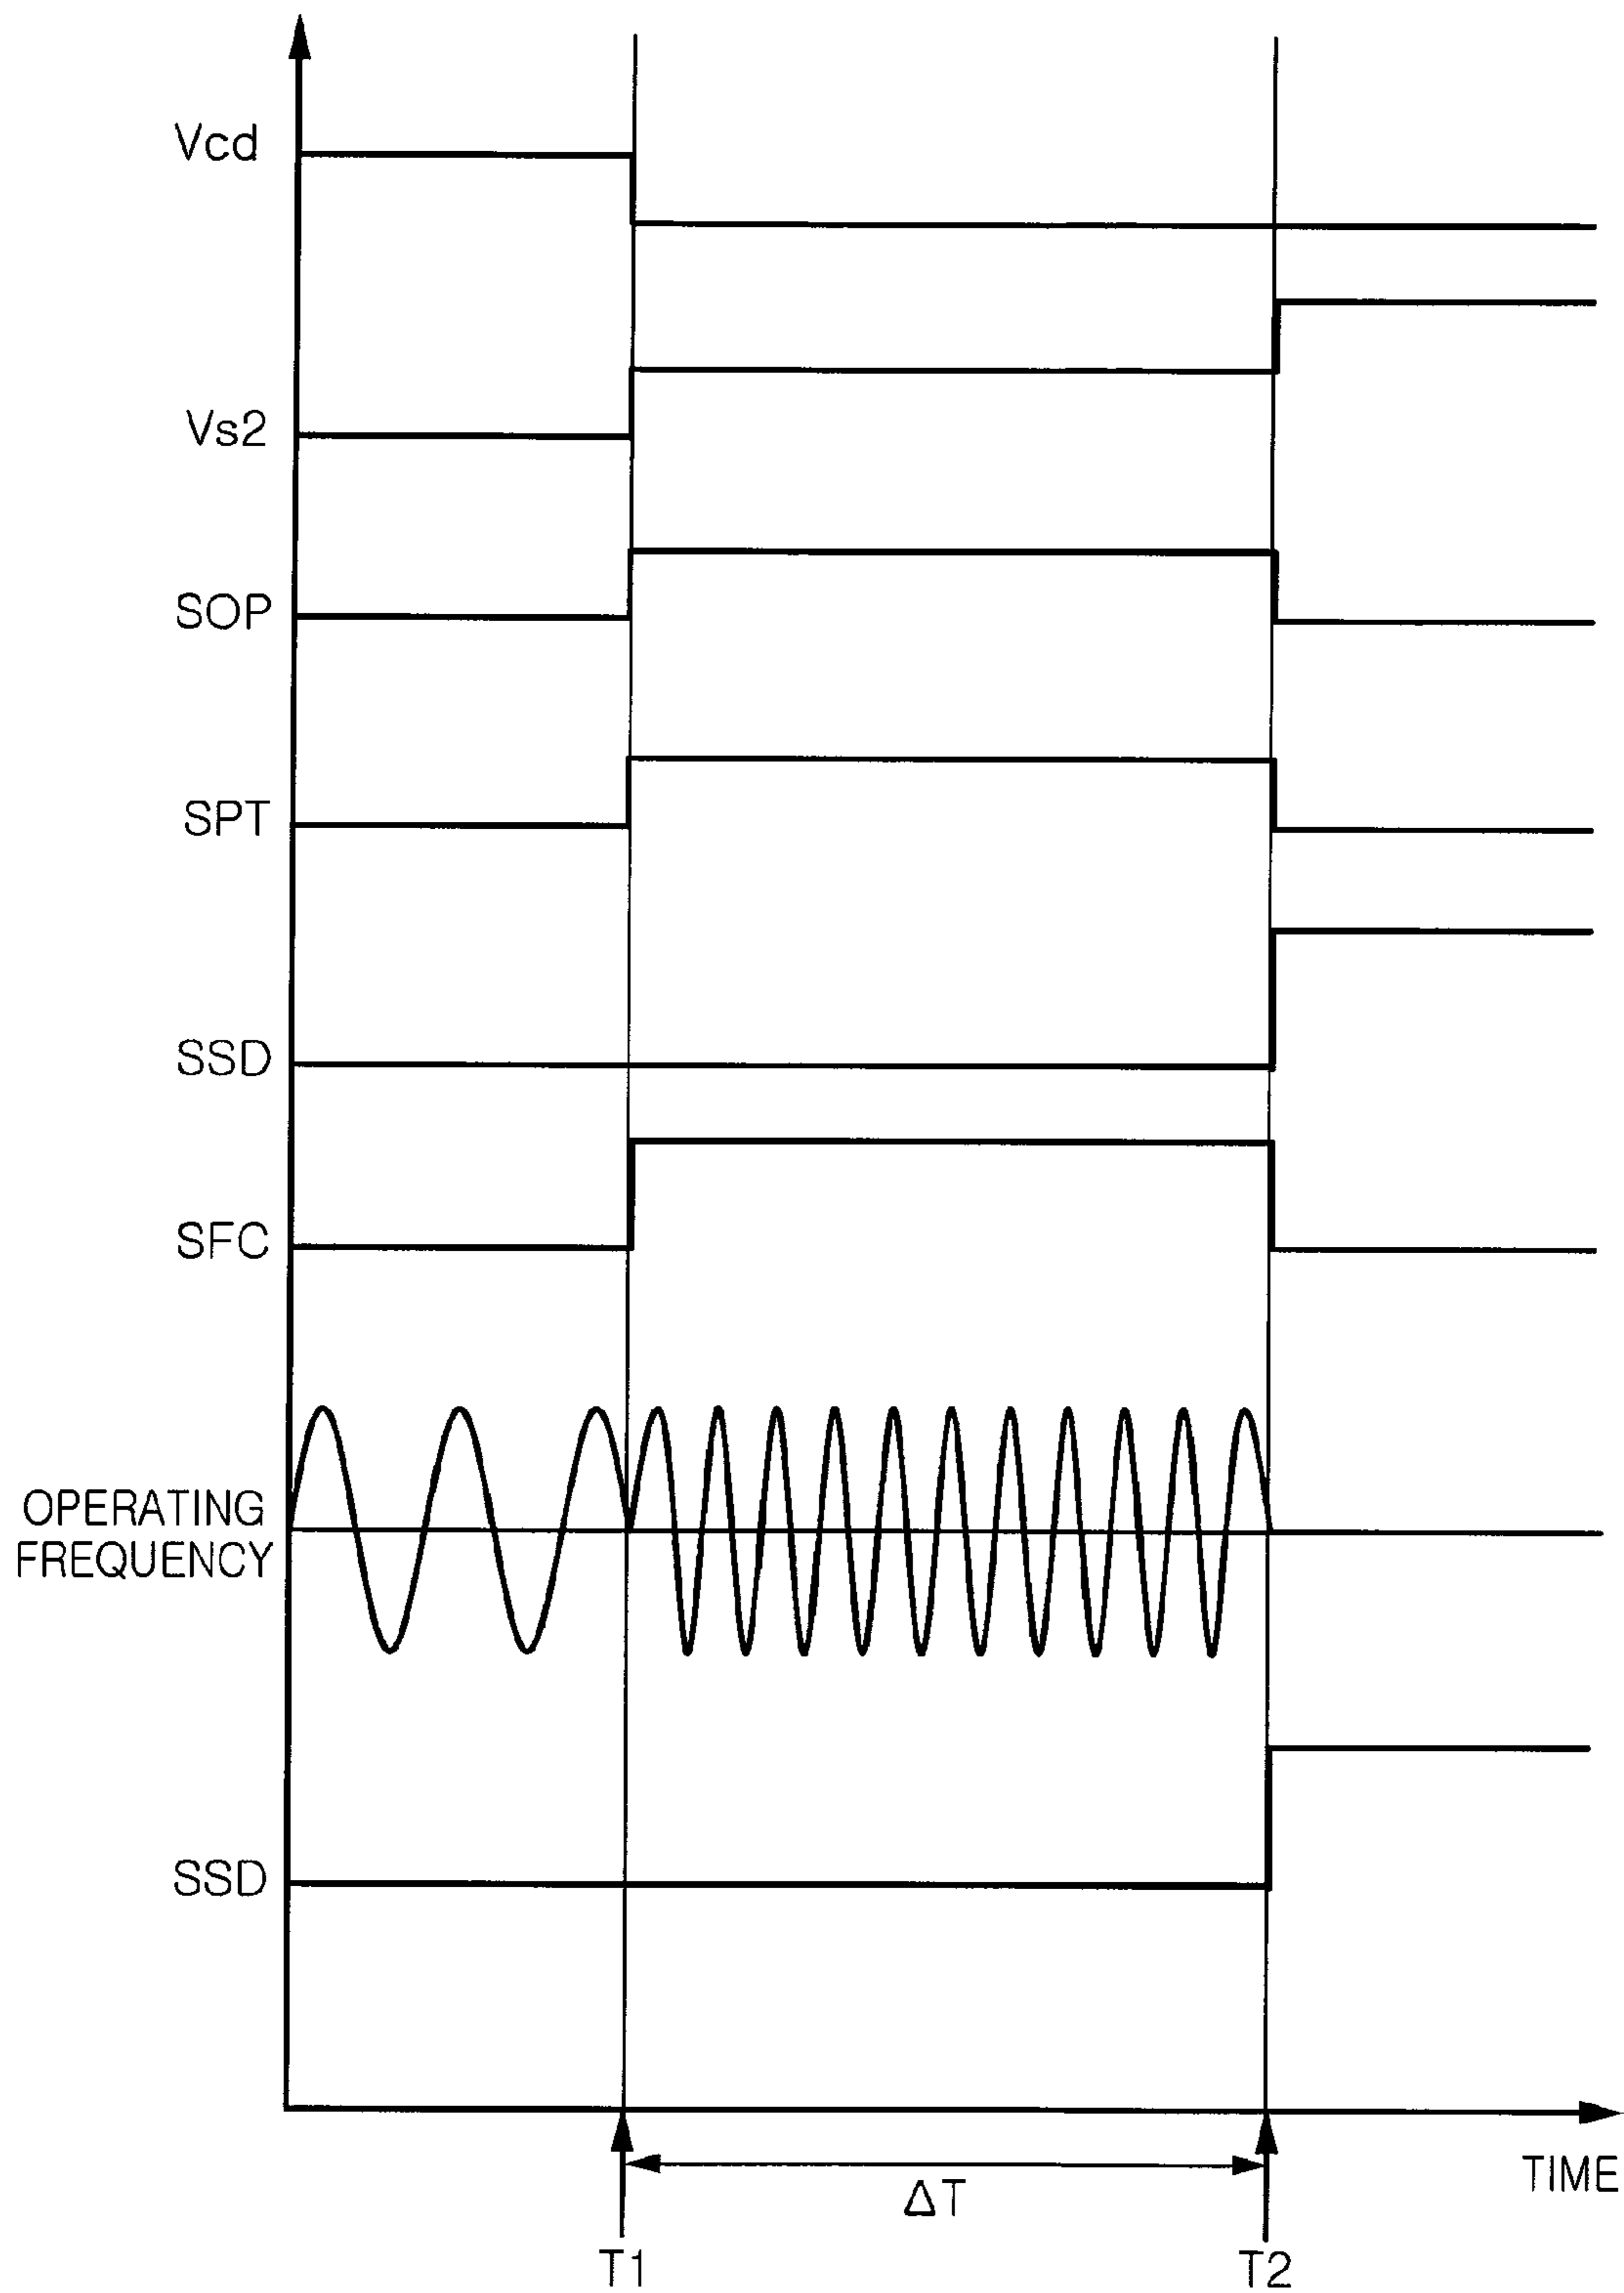 Vcd
Vs2
SOP
SPT
SSD
SFC
OPERATING
FREQUENCY
SSD
TIME
ΔT
T1
T2